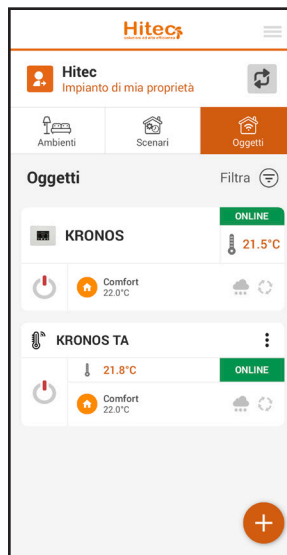 Hitec
Hitec
Impianto di mia proprietà
Ambienti
Scenari
Oggetti
Oggetti
Filtra
ONLINE
KRONOS
21.5°C
Comfort
22.0°C
KRONOS TA
21.8°C
ONLINE
Comfort
22.0°C